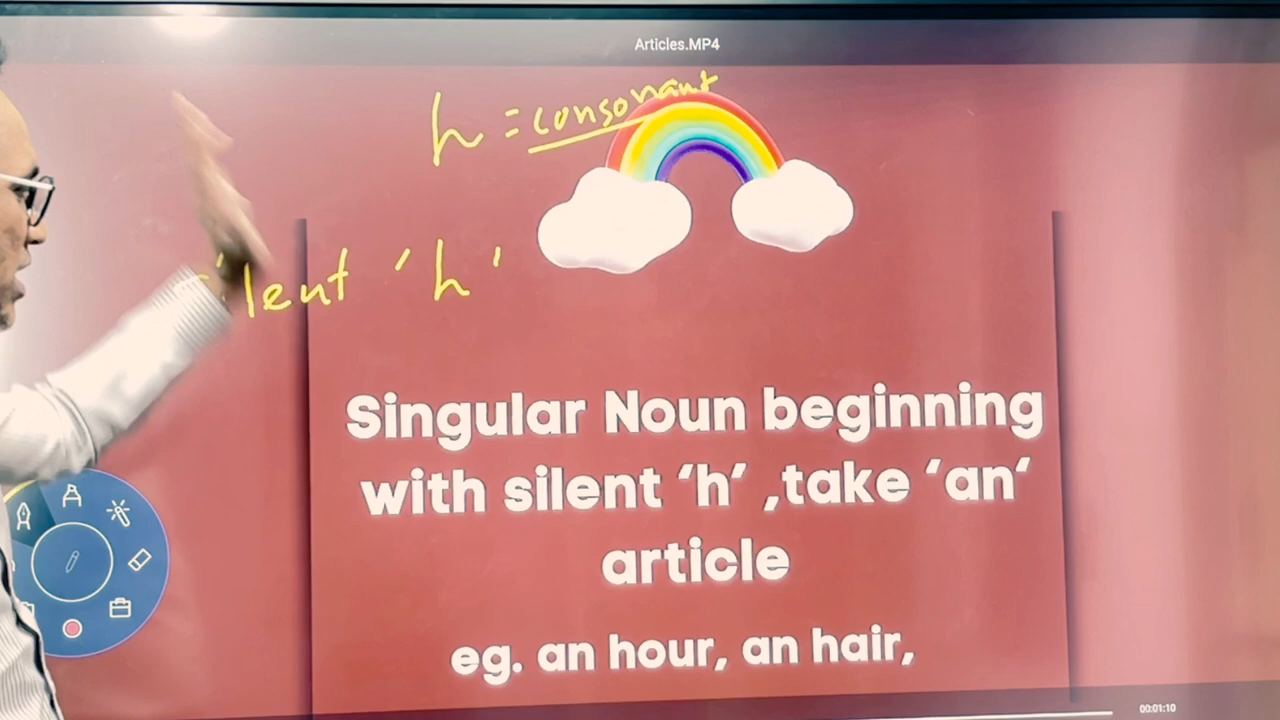 Articles.MP4
h = consonant
ilent 'h'
Singular Noun beginning
with silent 'h' ,take 'an'
article
eg. an hour, an hair,
00:01:10